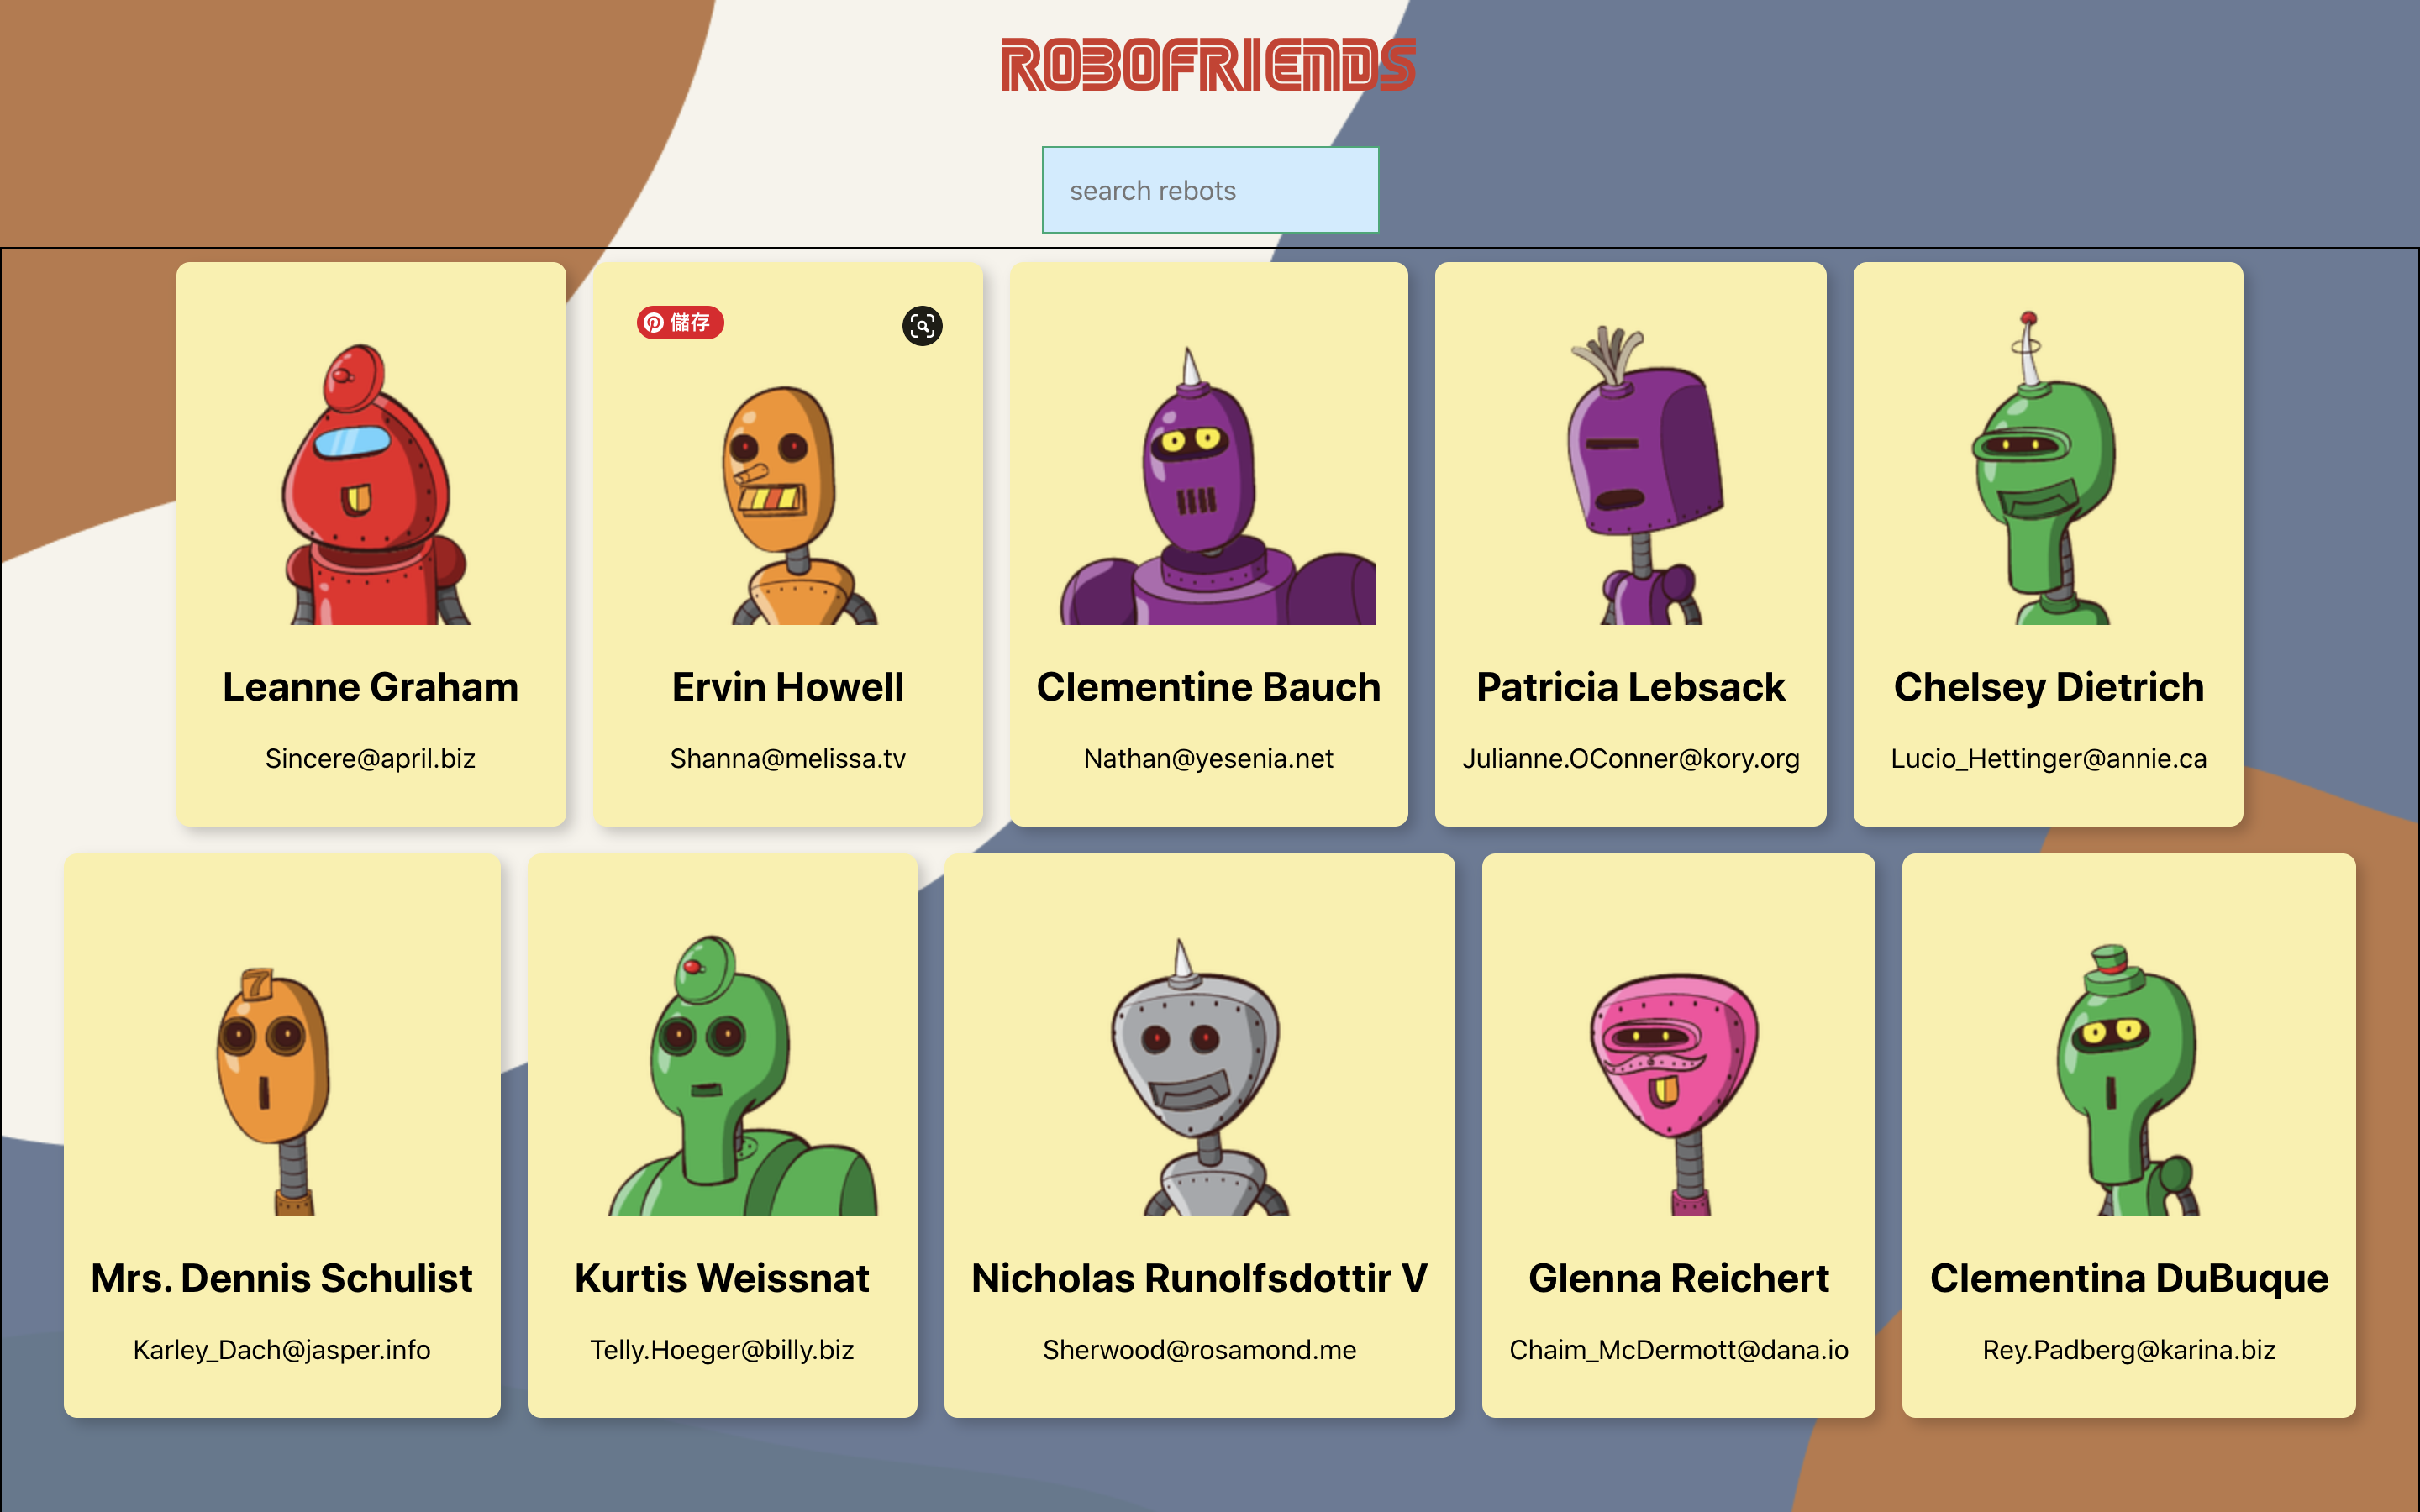 ROBOFRIENDS
search rebots
儲存
Leanne Graham
Sincere@april.biz
Ervin Howell
Shanna@melissa.tv
Clementine Bauch
Nathan@yesenia.net
Patricia Lebsack
Julianne.OConner@kory.org
Chelsey Dietrich
Lucio_Hettinger@annie.ca
7
Mrs. Dennis Schulist
Karley_Dach@jasper.info
Kurtis Weissnat
Telly.Hoeger@billy.biz
Nicholas Runolfsdottir V
Sherwood@rosamond.me
Glenna Reichert
Chaim_McDermott@dana.io
Clementina DuBuque
Rey.Padberg@karina.biz